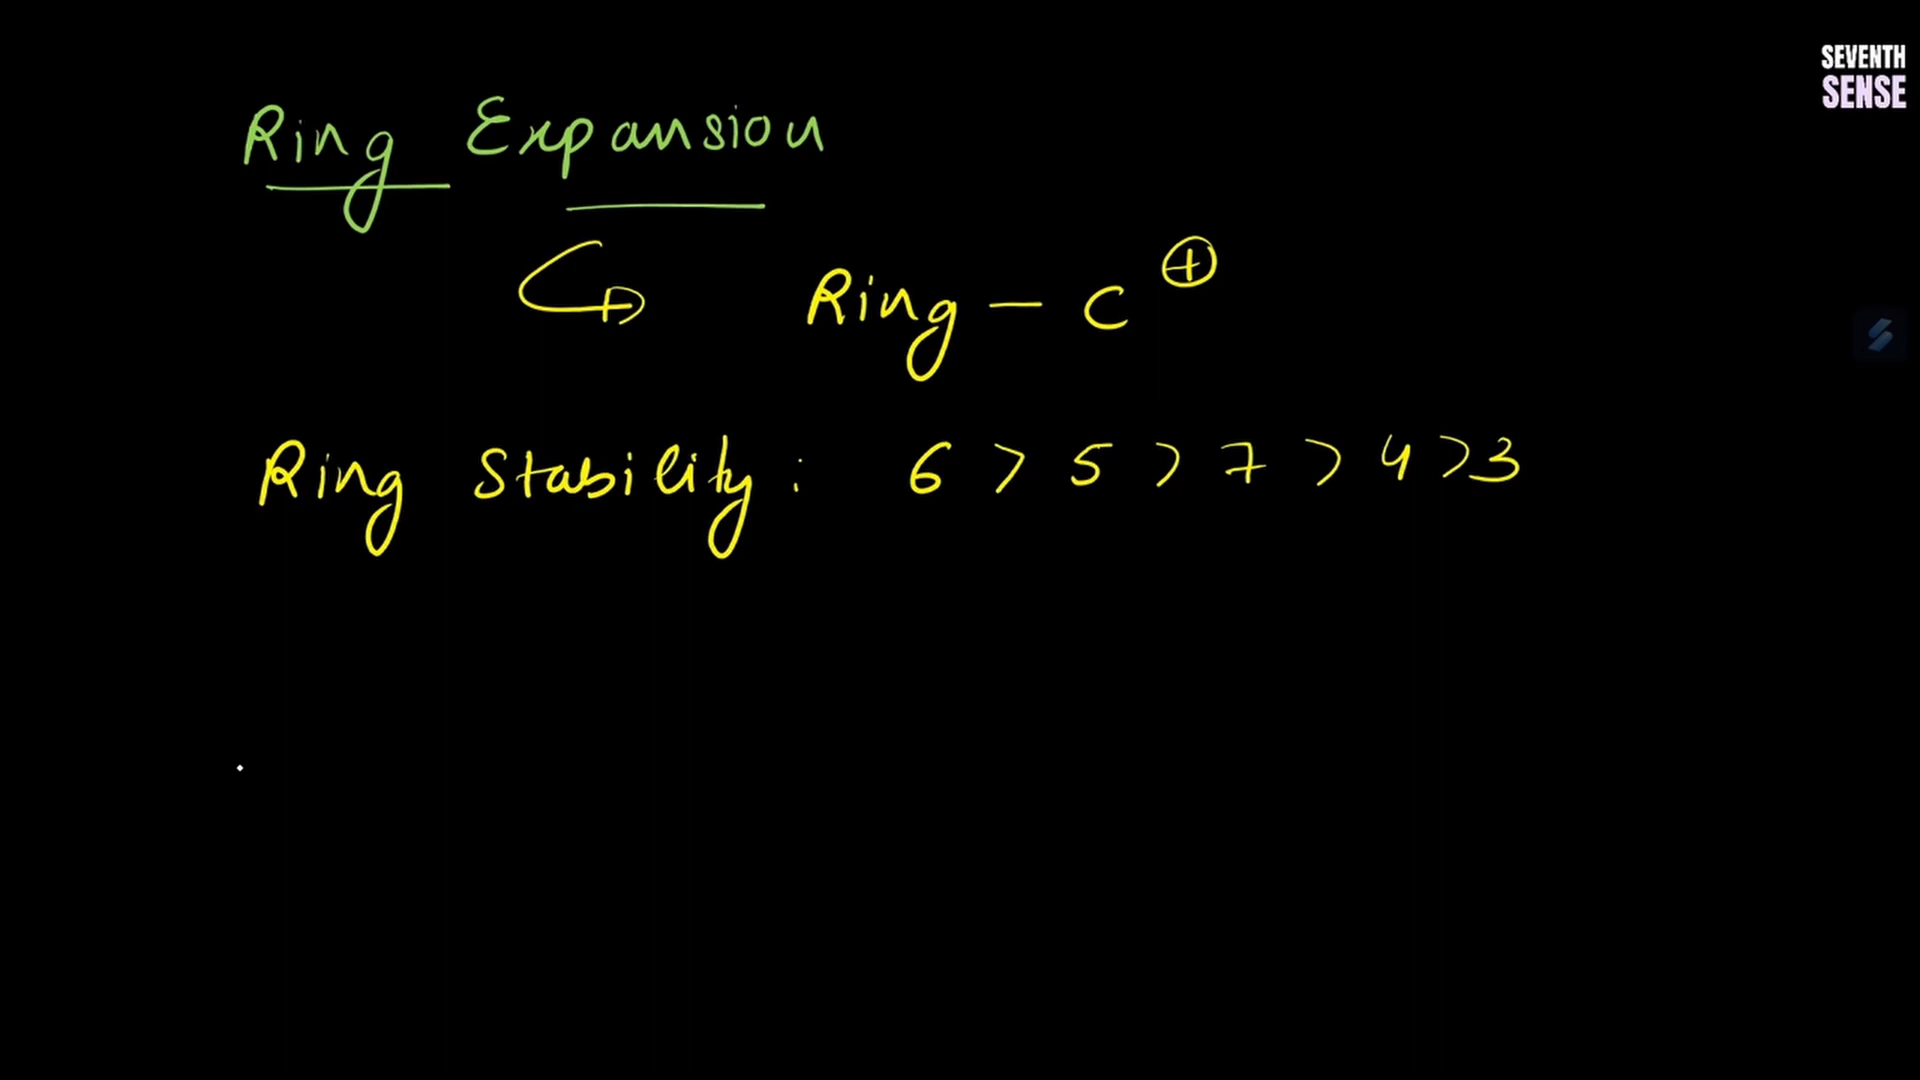 SEVENTH
SENSE
Ring Expansion
Ring - C ⊕
Ring Stability : 6 > 5 > 7 > 4 > 3